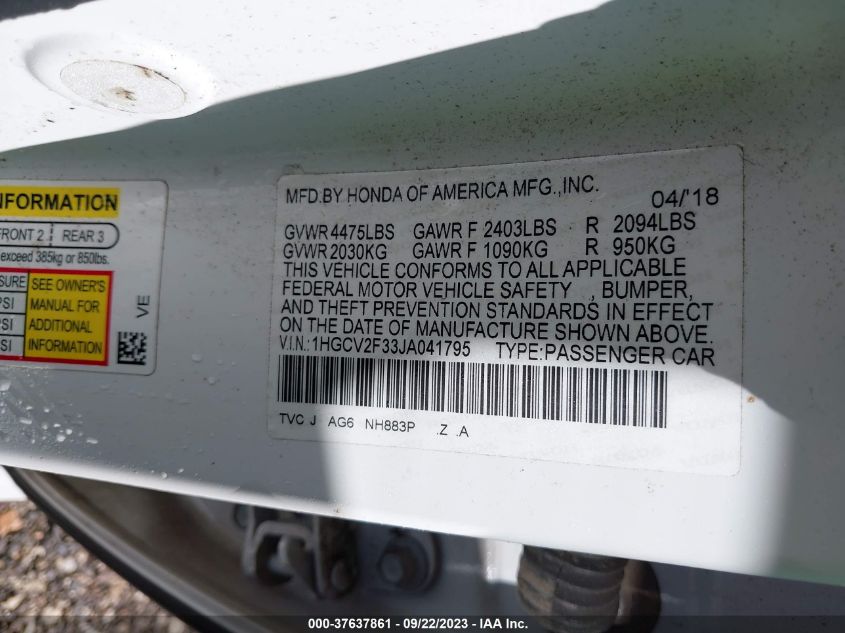 NFORMATION
FRONT 2 REAR 3
exceed 385kg or 850lbs.
SURE SEE OWNER'S
PSI MANUAL FOR
PSI ADDITIONAL
SI INFORMATION
VE
MFD.BY HONDA OF AMERICA MFG.,INC. 04/'18
GVWR 4475LBS GAWR F 2403LBS R 2094LBS
GVWR 2030KG GAWR F 1090KG R 950KG
THIS VEHICLE CONFORMS TO ALL APPLICABLE
FEDERAL MOTOR VEHICLE SAFETY , BUMPER,
AND THEFT PREVENTION STANDARDS IN EFFECT
ON THE DATE OF MANUFACTURE SHOWN ABOVE.
V.I.N.:1HGCV2F33JA041795 TYPE:PASSENGER CAR
TVC J AG6 NH883P .Z .A
000-37637861 - 09/22/2023 - IAA Inc.